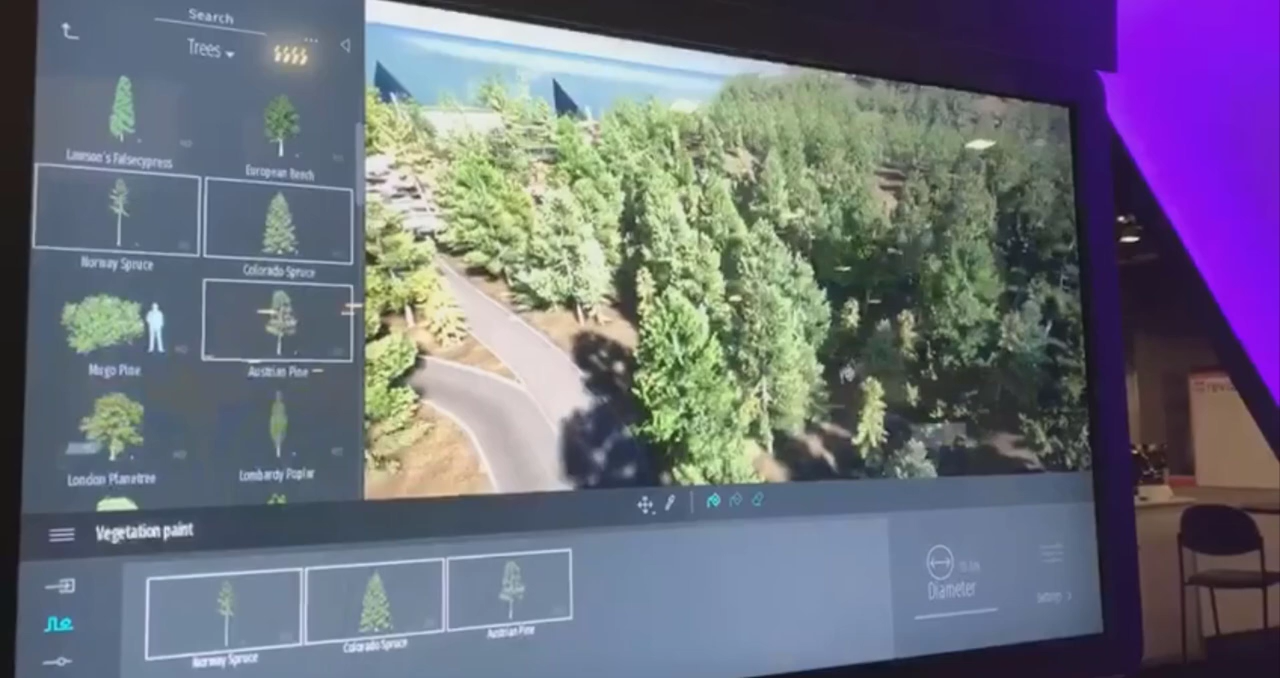 Search
Trees
Lawson's Falsecypress
European Beech
Norway Spruce
Colorado Spruce
Mugo Pine
Austrian Pine
London Planetree
Lombardy Poplar
Vegetation paint
Norway Spruce
Colorado Spruce
Austrian Pine
Diameter
Settings